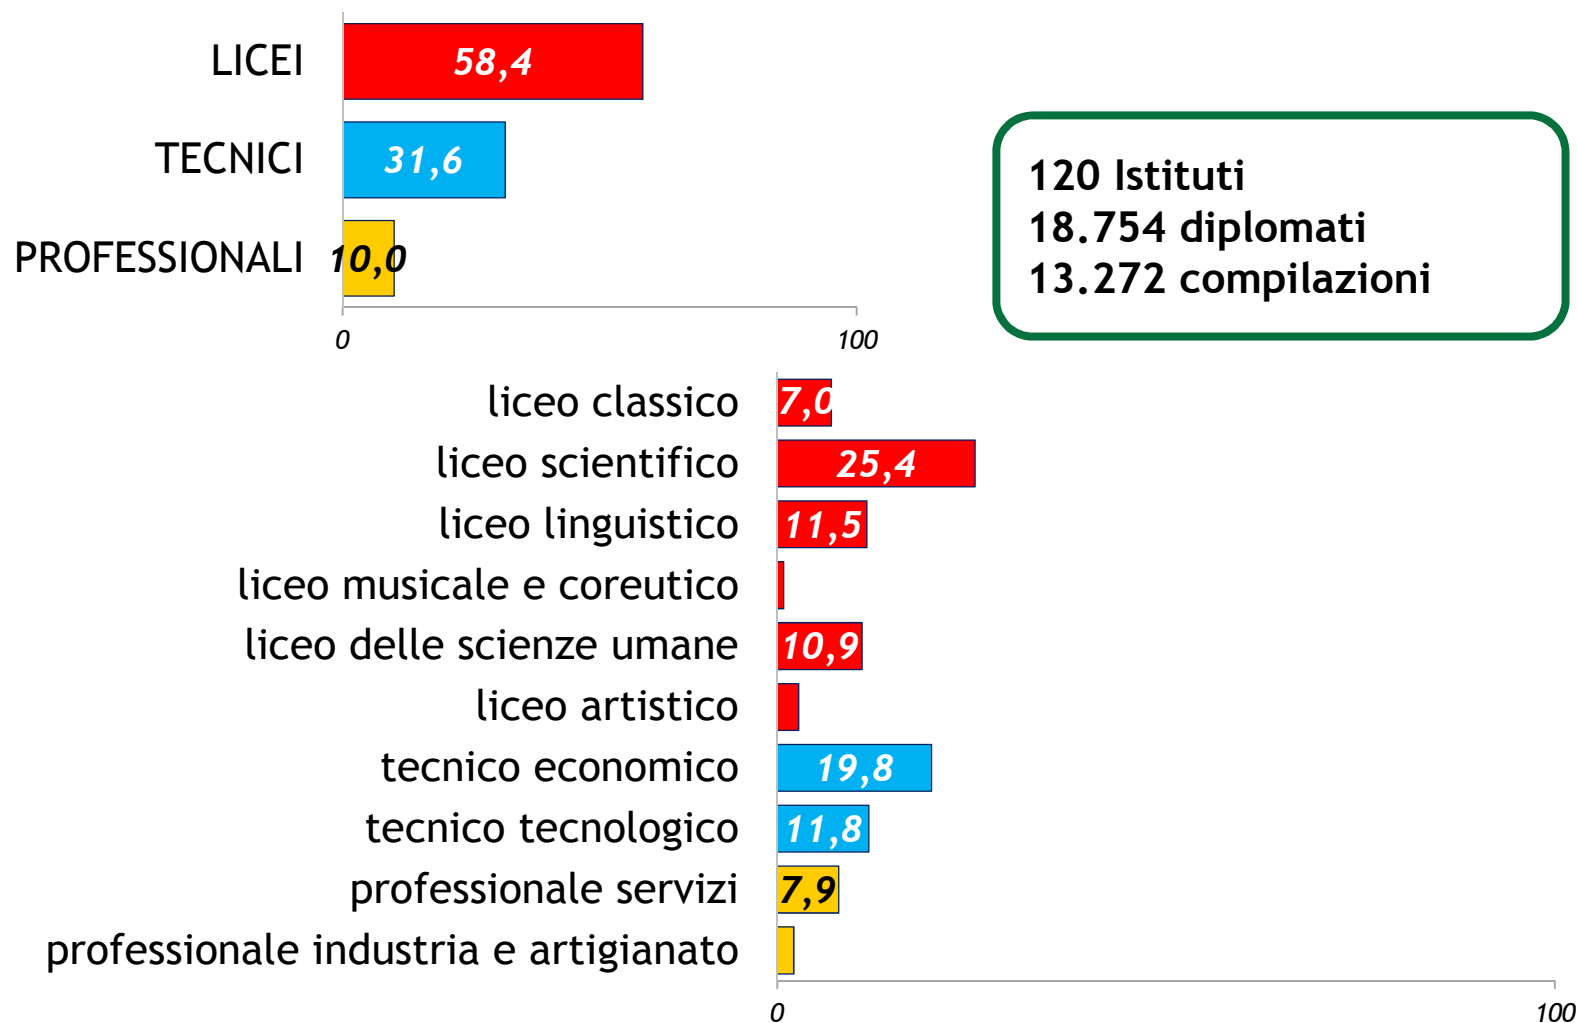 LICEI 58,4
TECNICI 31,6
PROFESSIONALI 10,0
0 100
120 Istituti
18.754 diplomati
13.272 compilazioni
liceo classico 7,0
liceo scientifico 25,4
liceo linguistico 11,5
liceo musicale e coreutico
liceo delle scienze umane 10,9
liceo artistico
tecnico economico 19,8
tecnico tecnologico 11,8
professionale servizi 7,9
professionale industria e artigianato
0 100